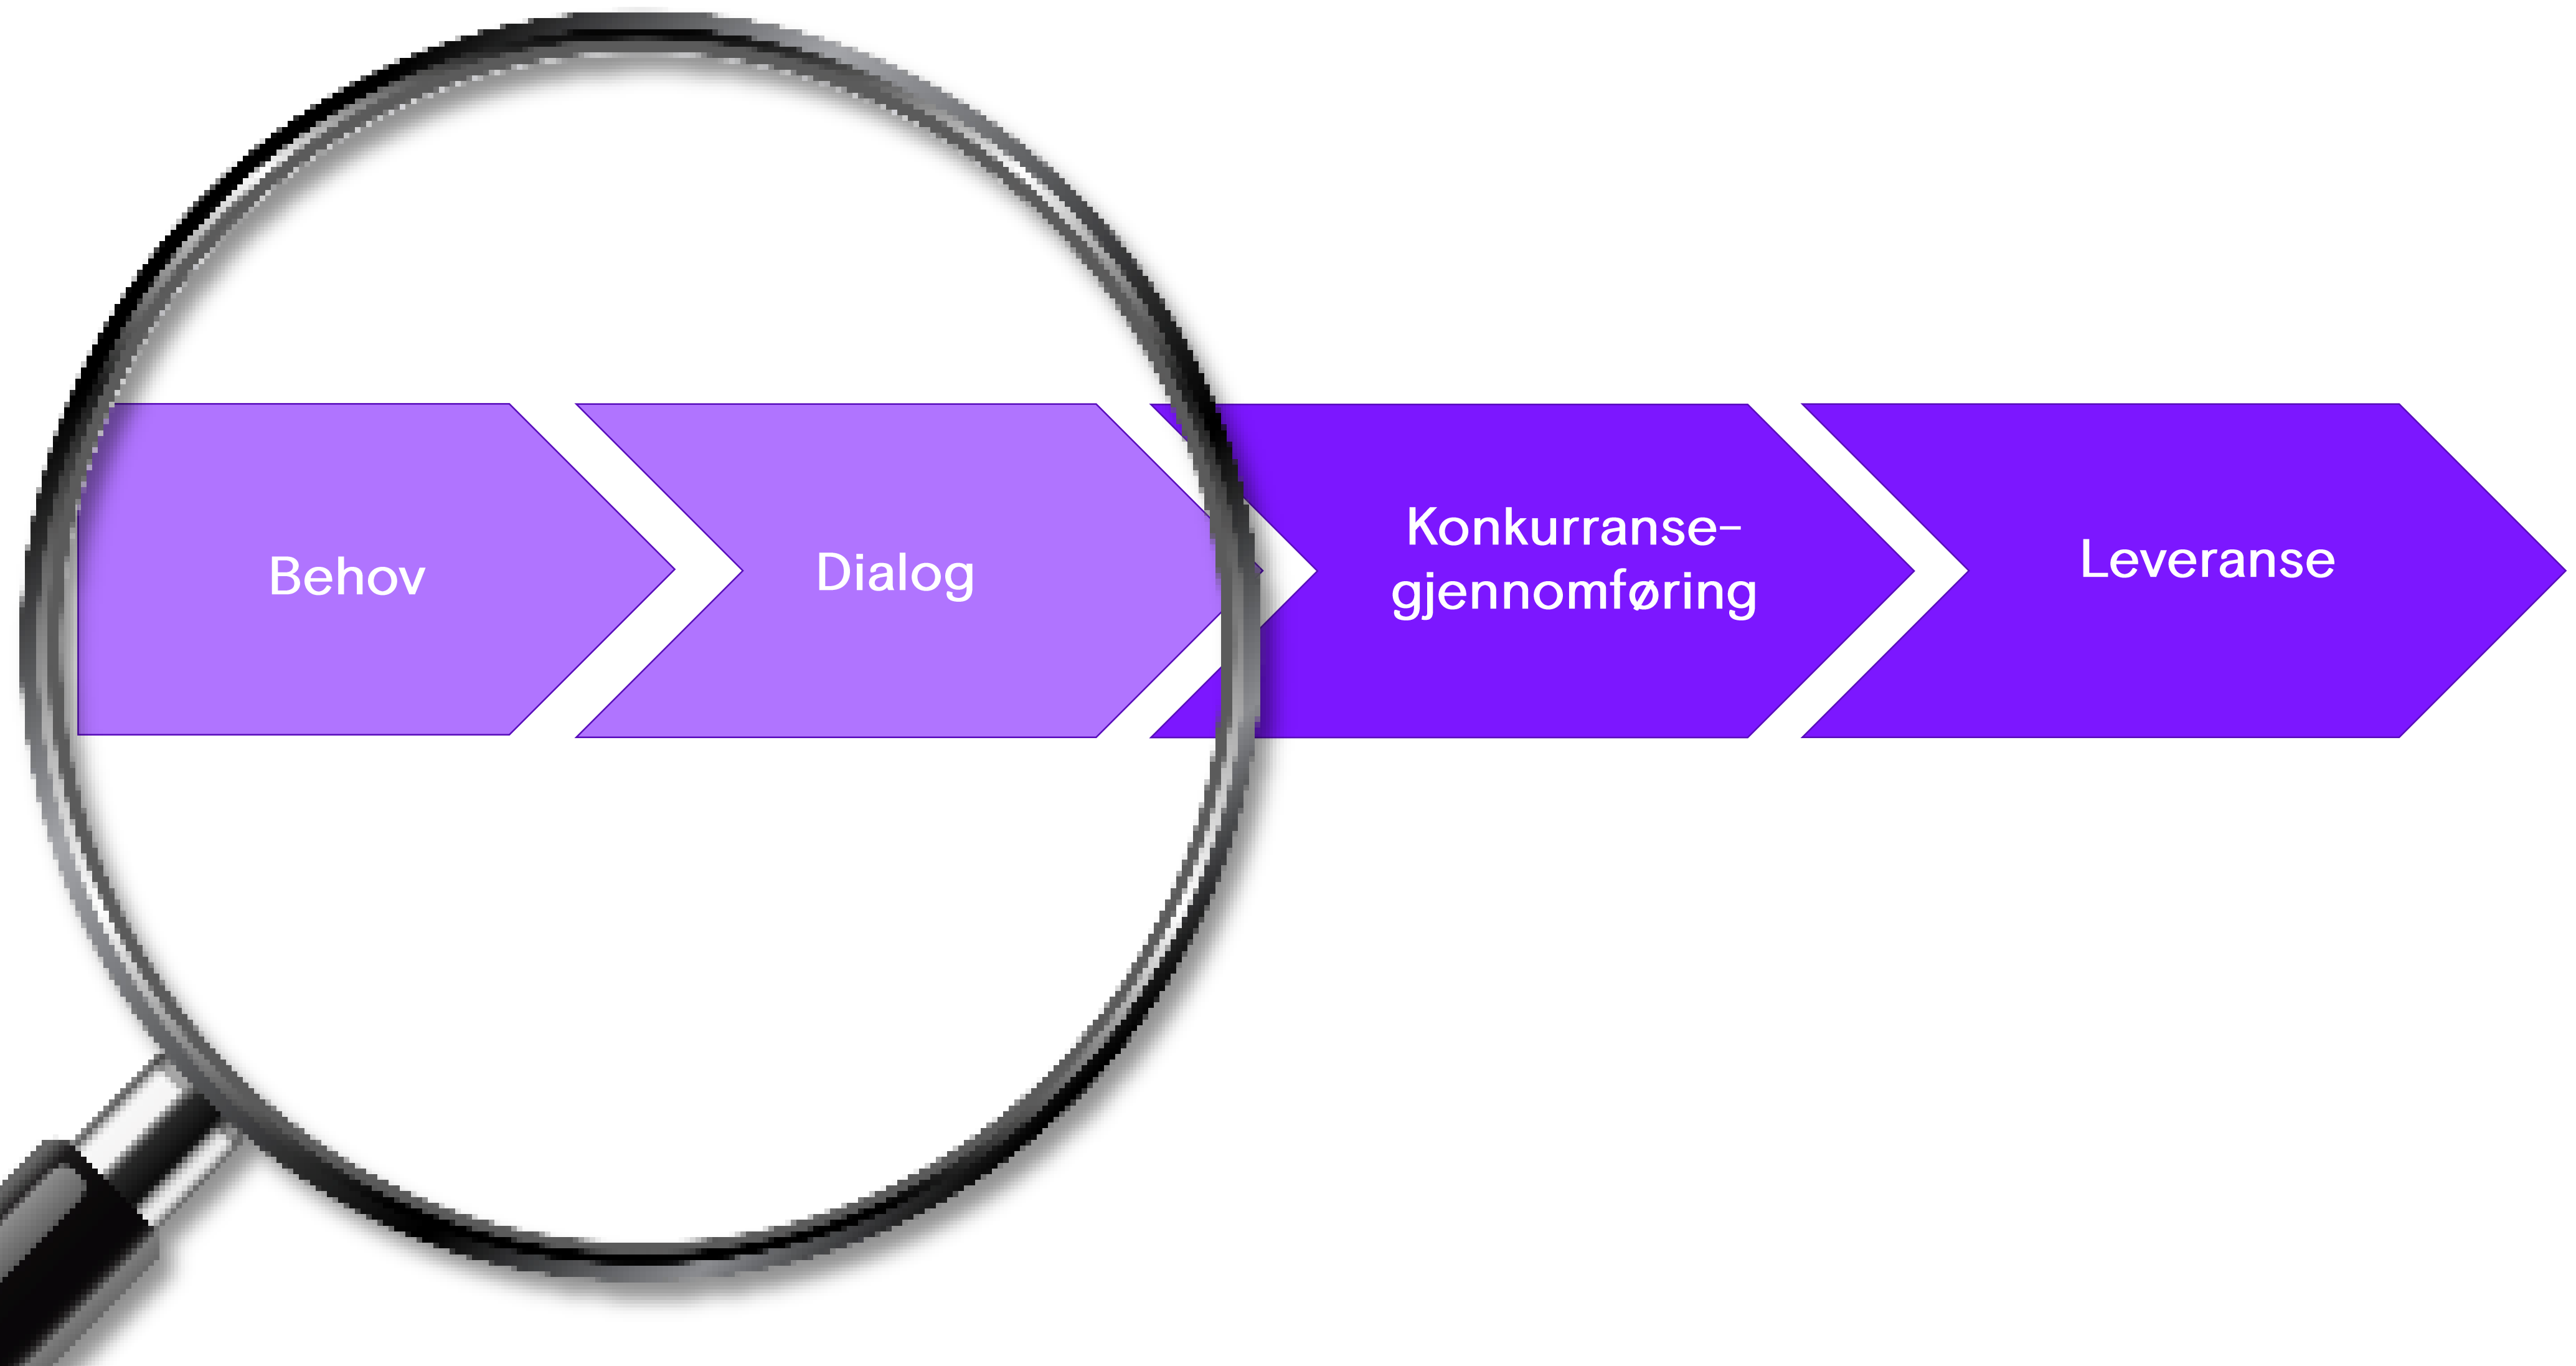 Behov
Dialog
Konkurranse-
gjennomføring
Leveranse